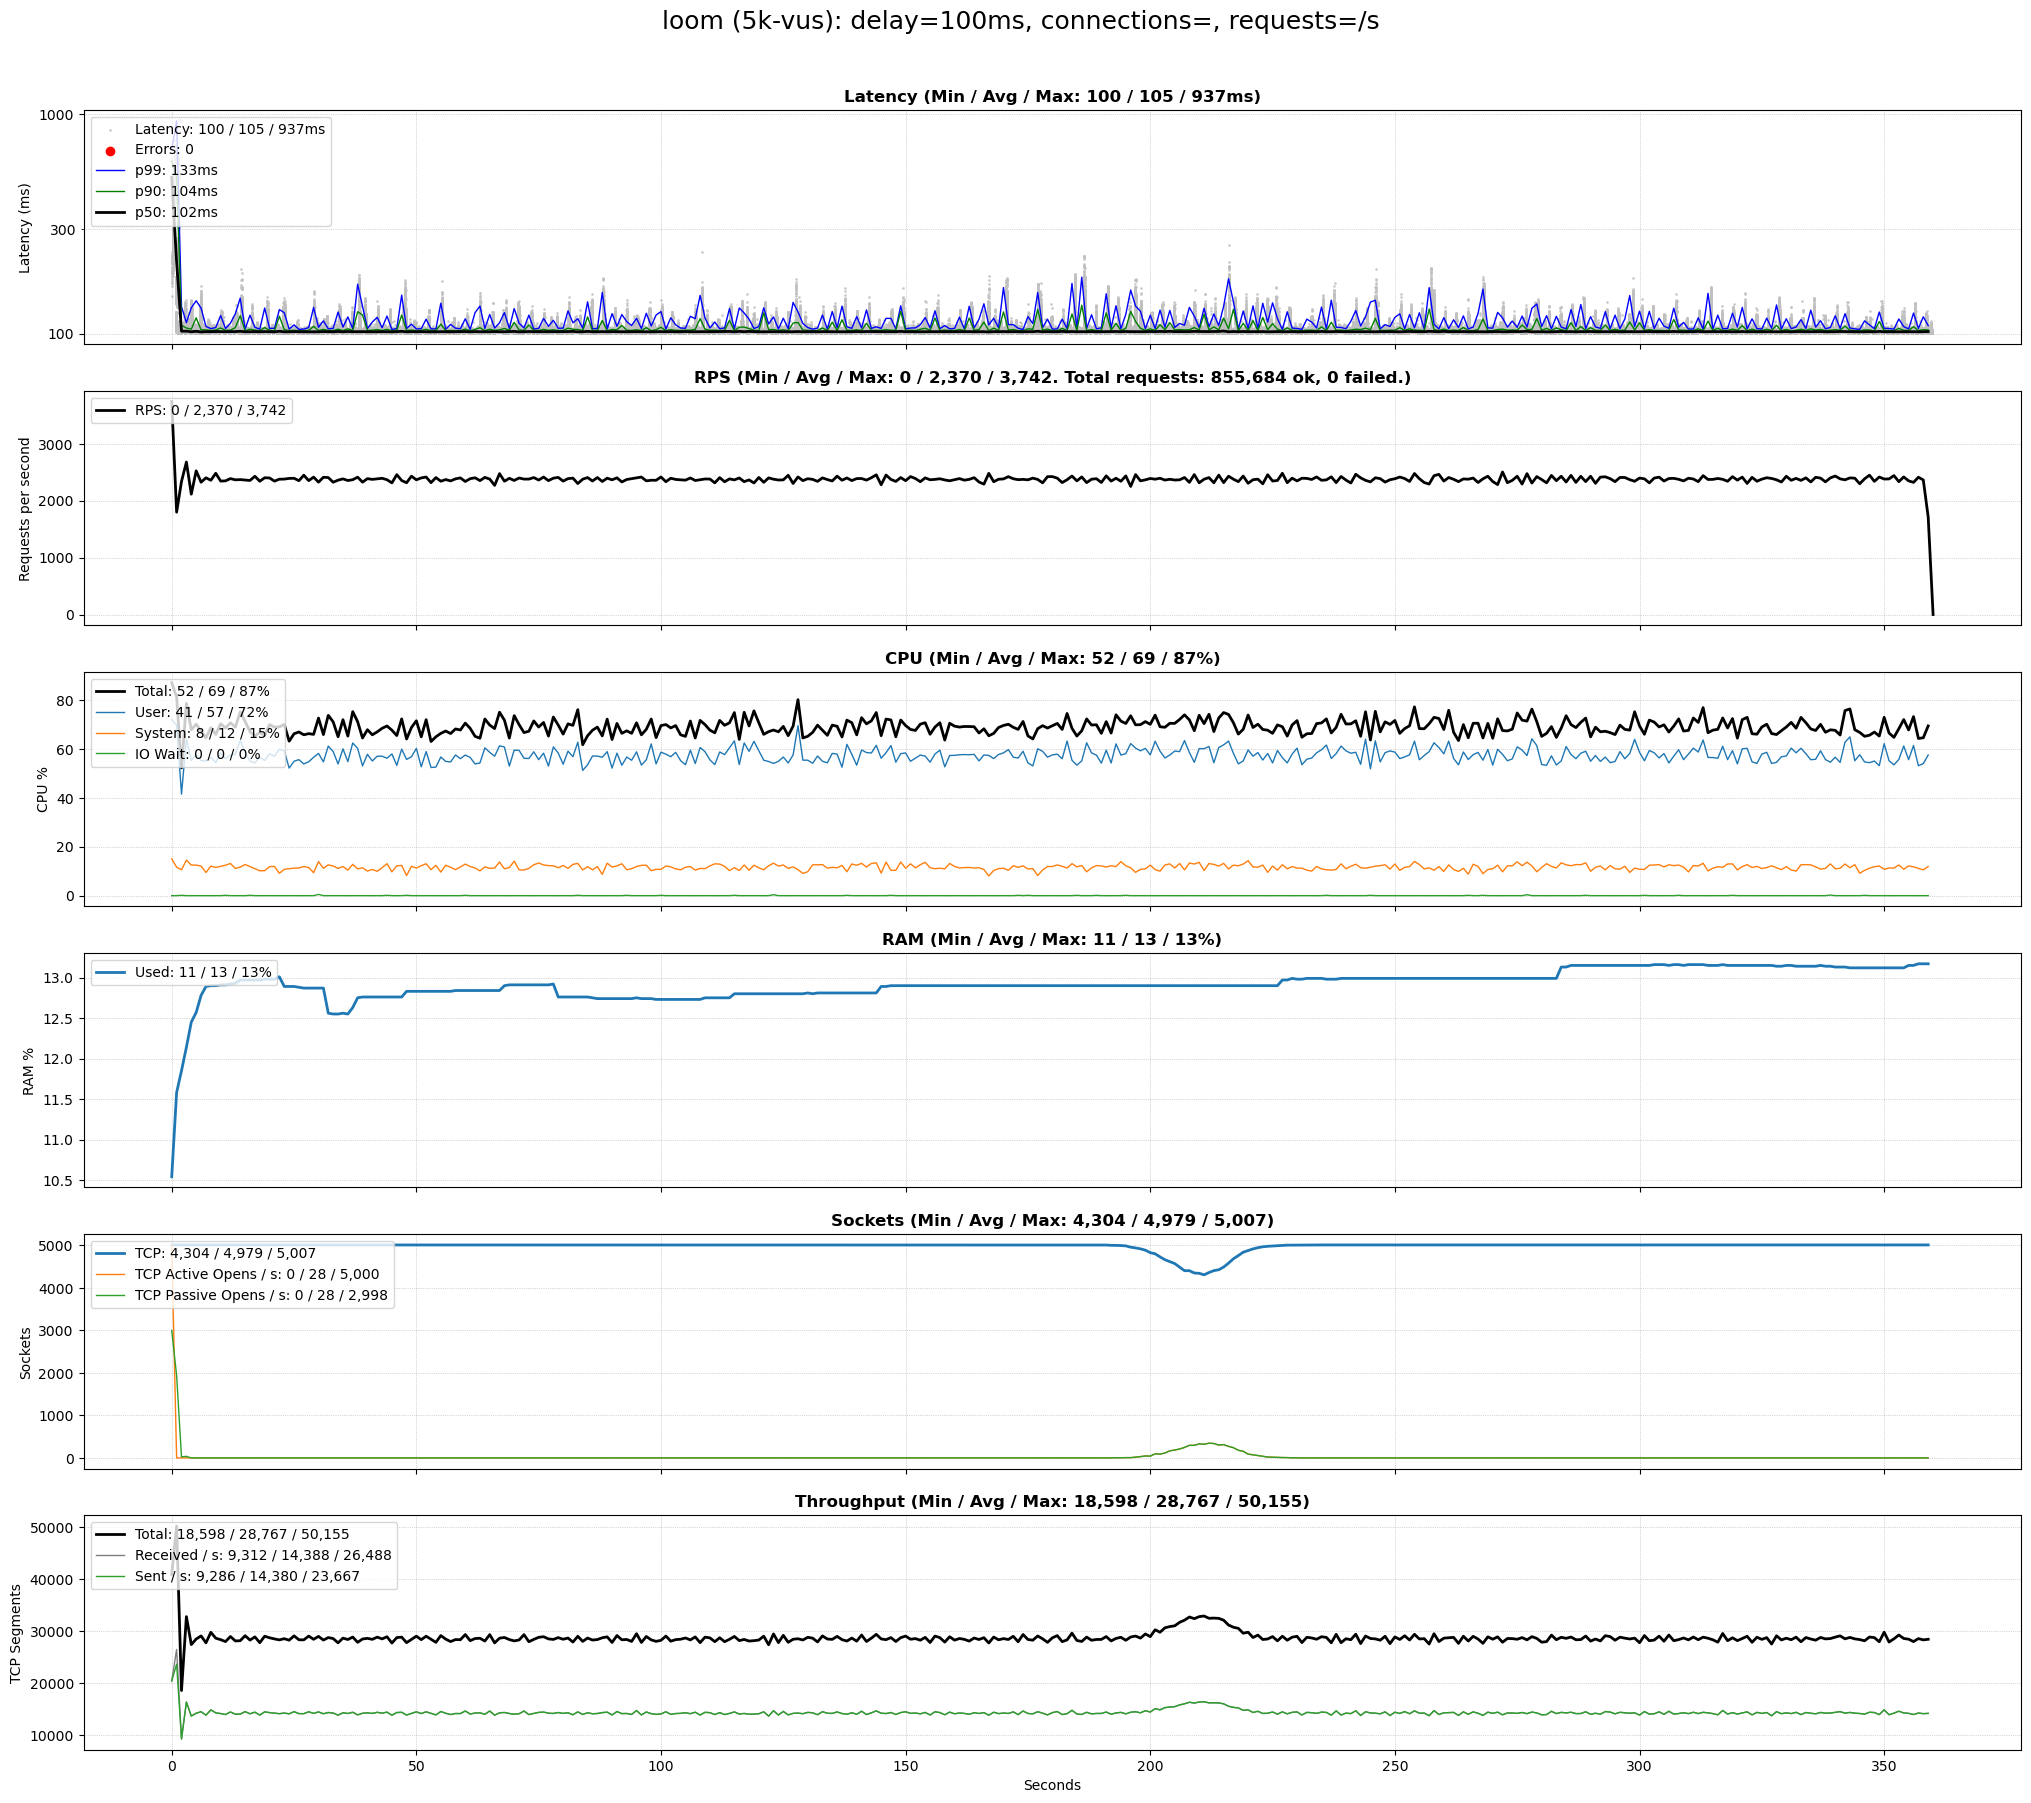 loom (5k-vus): delay=100ms, connections=, requests=/s
Latency (Min / Avg / Max: 100 / 105 / 937ms)
1000
300
100
Latency (ms)
Latency: 100 / 105 / 937ms
Errors: 0
p99: 133ms
p90: 104ms
p50: 102ms
RPS (Min / Avg / Max: 0 / 2,370 / 3,742. Total requests: 855,684 ok, 0 failed.)
3000
2000
1000
0
Requests per second
RPS: 0 / 2,370 / 3,742
CPU (Min / Avg / Max: 52 / 69 / 87%)
80
60
40
20
0
CPU %
Total: 52 / 69 / 87%
User: 41 / 57 / 72%
System: 8 / 12 / 15%
IO Wait: 0 / 0 / 0%
RAM (Min / Avg / Max: 11 / 13 / 13%)
13.0
12.5
12.0
11.5
11.0
10.5
RAM %
Used: 11 / 13 / 13%
Sockets (Min / Avg / Max: 4,304 / 4,979 / 5,007)
5000
4000
3000
2000
1000
0
Sockets
TCP: 4,304 / 4,979 / 5,007
TCP Active Opens / s: 0 / 28 / 5,000
TCP Passive Opens / s: 0 / 28 / 2,998
Throughput (Min / Avg / Max: 18,598 / 28,767 / 50,155)
50000
40000
30000
20000
10000
TCP Segments
Total: 18,598 / 28,767 / 50,155
Received / s: 9,312 / 14,388 / 26,488
Sent / s: 9,286 / 14,380 / 23,667
0 50 100 150 200 250 300 350
Seconds